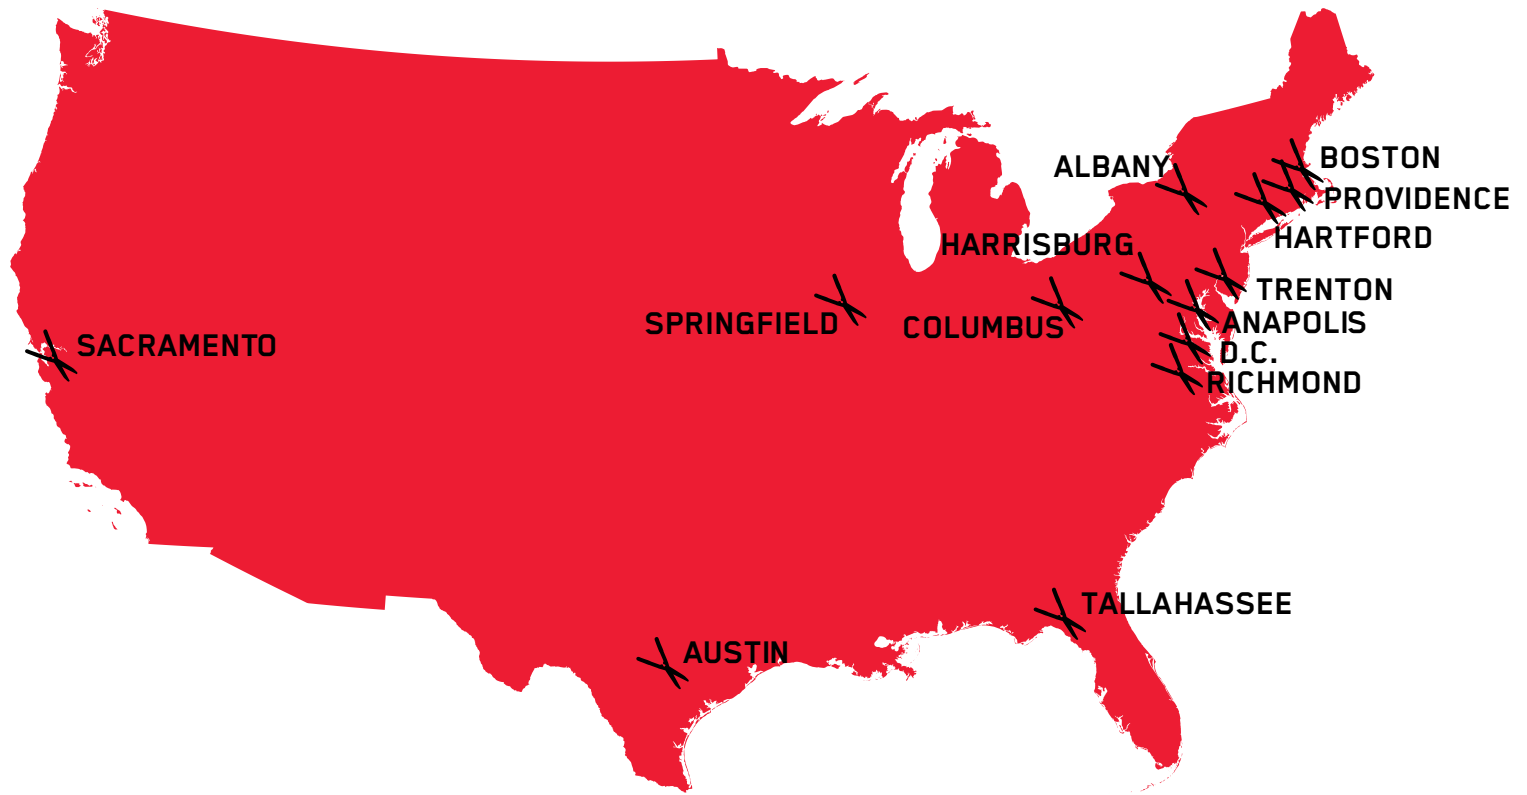 BOSTON
ALBANY
PROVIDENCE
HARTFORD
HARRISBURG
TRENTON
SPRINGFIELD
COLUMBUS
ANAPOLIS
SACRAMENTO
D.C.
RICHMOND
TALLAHASSEE
AUSTIN